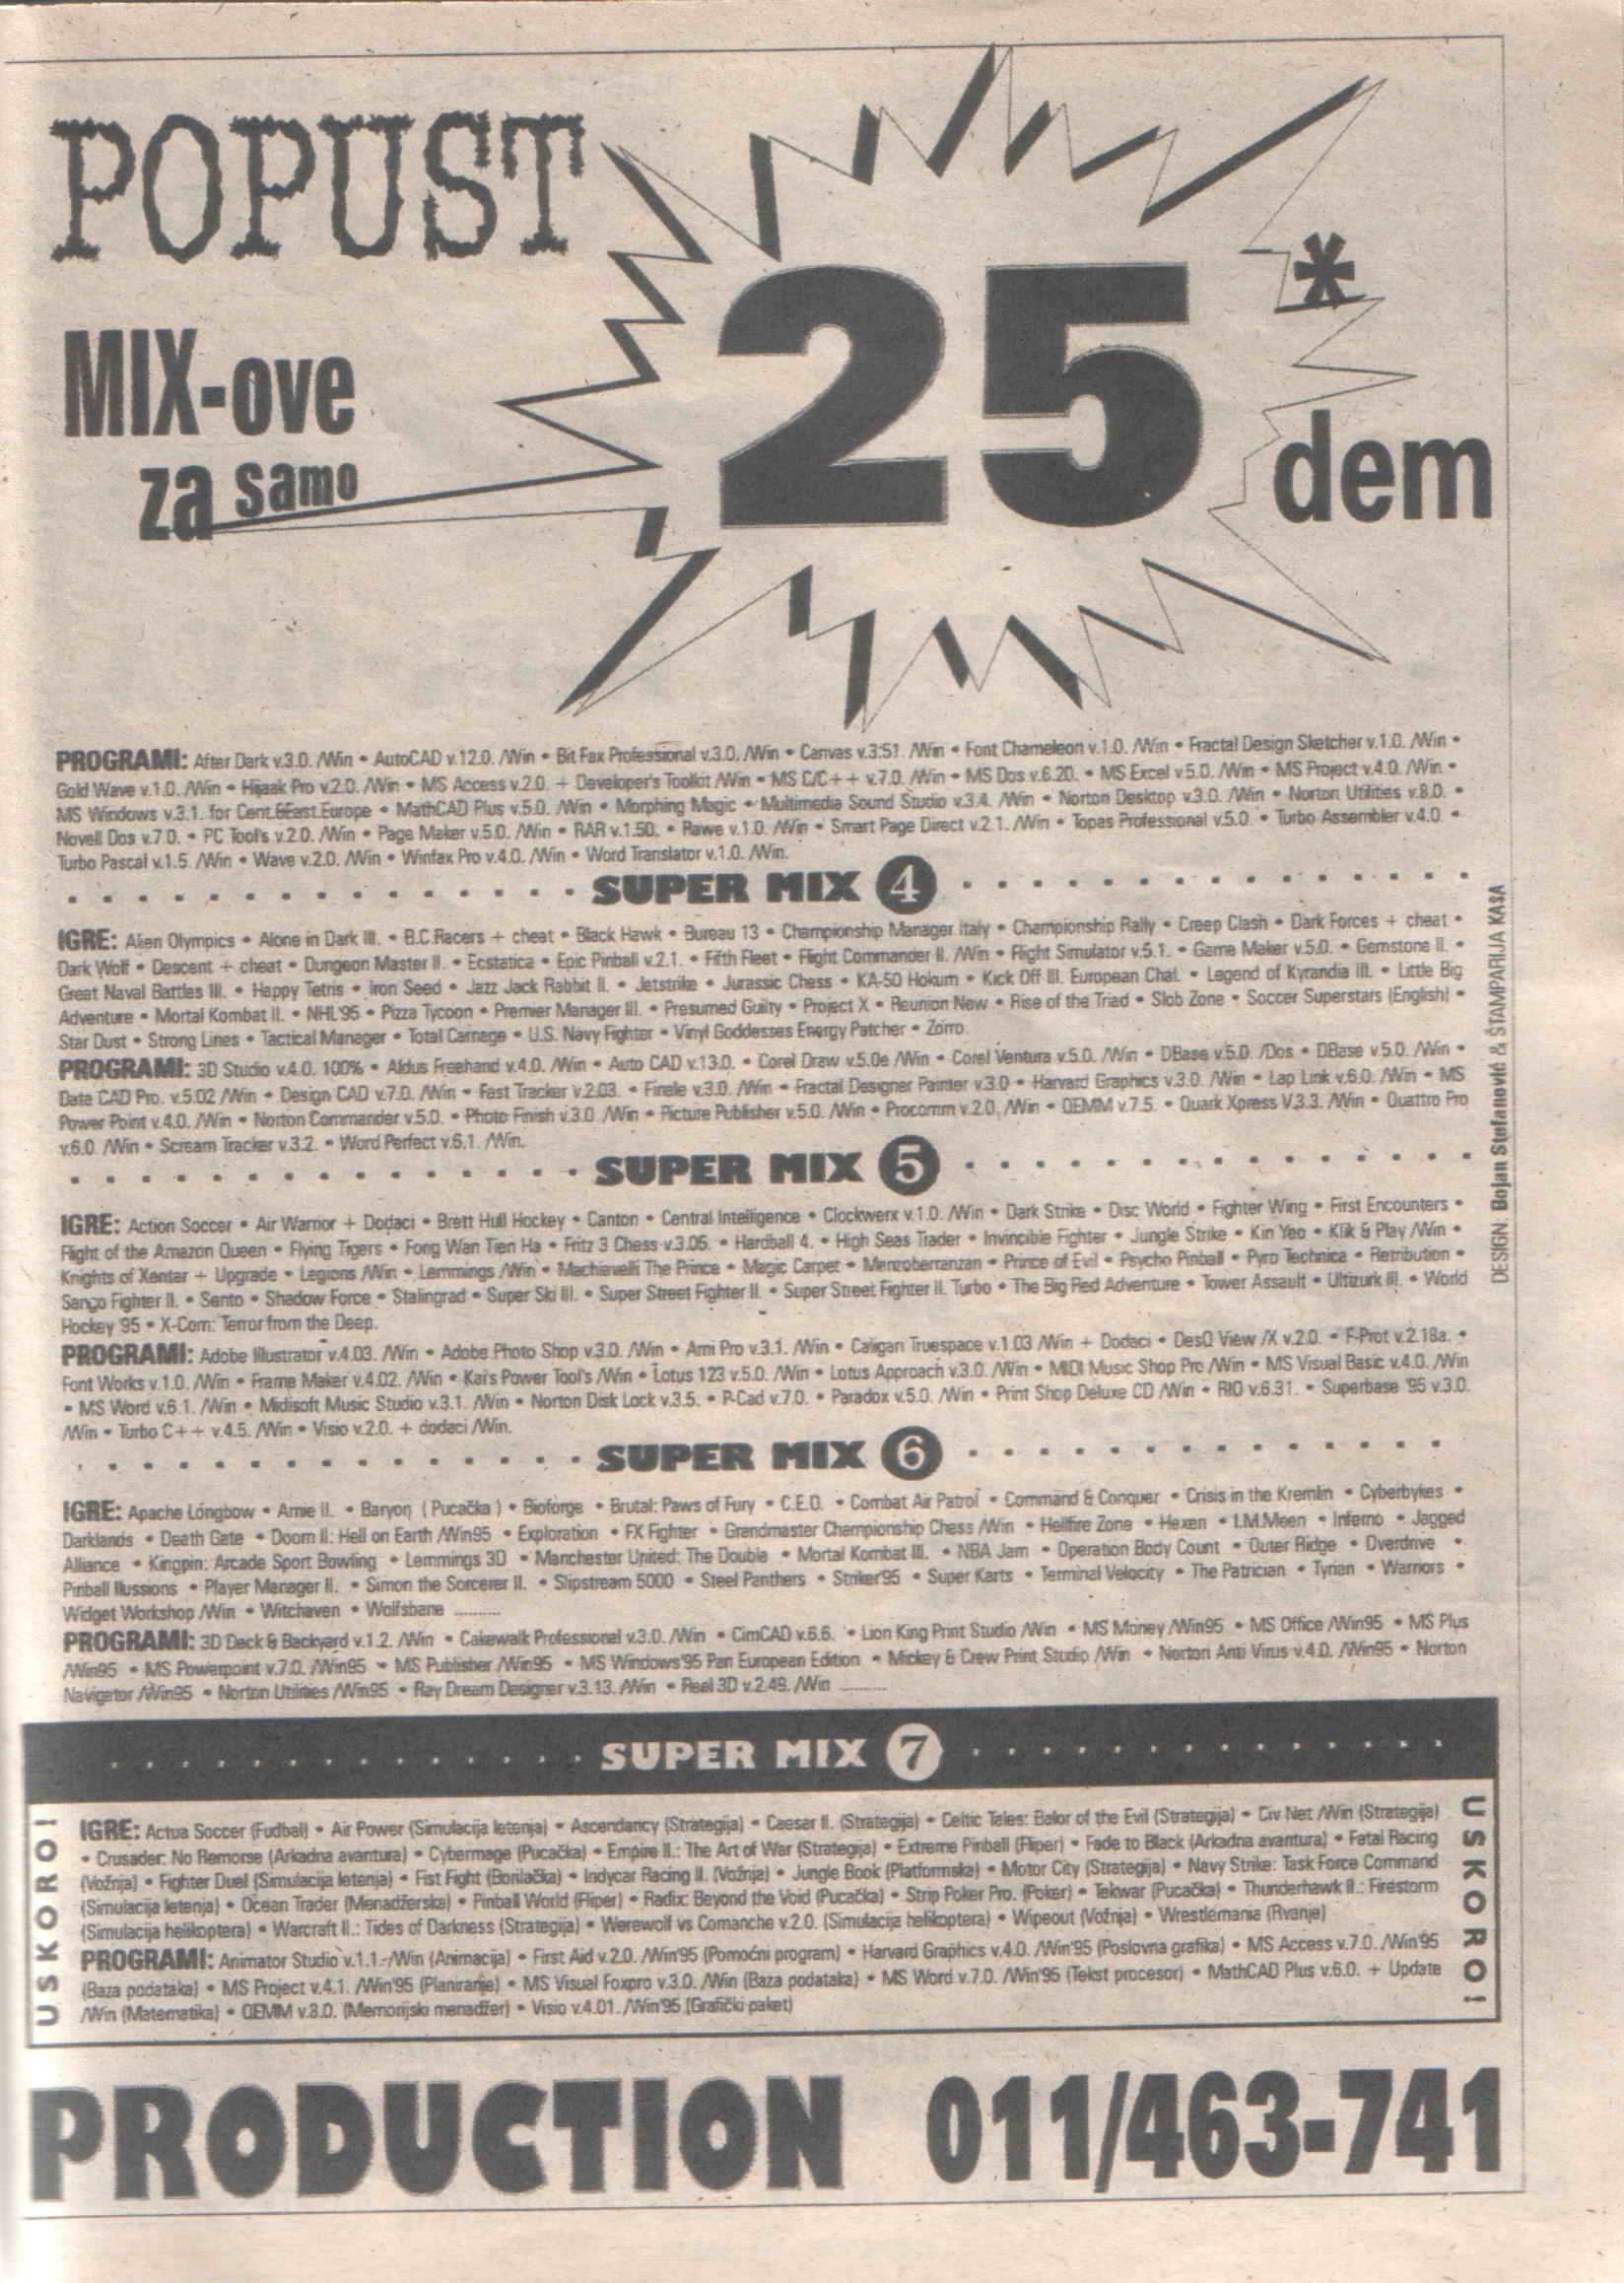 POPUST
25*
MIX-ove
za samo
dem
PROGRAMI: After Dark v.3.0. /Win • AutoCAD v.12.0. /Win • Bit Fax Professional v.3.0. /Win • Canvas v.3.51. /Win • Font Chameleon v.1.0. /Win • Fractal Design Sketcher v.1.0. /Win •
Gold Wave v.1.0. /Win • Hijaak Pro v.2.0. /Win • MS Access v.2.0. + Developer's Toolkit /Win • MS C/C++ v.7.0. /Win • MS Dos v.6.20. • MS Excel v.5.0. /Win • MS Project v.4.0. /Win •
MS Windows v.3.1. for Cent.&East.Europe • MathCAD Plus v.5.0. /Win • Morphing Magic • Multimedia Sound Studio v.3.4. /Win • Norton Desktop v.3.0. /Win • Norton Utilities v.8.0. •
Novell Dos v.7.0. • PC Tool's v.2.0. /Win • Page Maker v.5.0. /Win • RAR v.1.50. • Rawe v.1.0. /Win • Smart Page Direct v.2.1. /Win • Topas Professional v.5.0 • Turbo Assembler v.4.0. •
Turbo Pascal v.1.5. /Win • Wave v.2.0. /Win • Winfax Pro v.4.0. /Win • Word Translator v.1.0. /Win.
SUPER MIX 4
IGRE: Alien Olympics • Alone in Dark III. • B.C.Racers + cheat • Black Hawk • Bureau 13 • Championship Manager Italy • Championship Rally • Creep Clash • Dark Forces + cheat •
Dark Wolf • Descent + cheat • Dungeon Master II. • Ecstatica • Epic Pinball v.2.1. • Fifth Fleet • Flight Commander II. /Win • Flight Simulator v.5.1. • Game Maker v.5.0. • Gemstone II. •
Great Naval Battles III. • Happy Tetris • Iron Seed • Jazz Jack Rabbit II. • Jetstrike • Jurassic Chess • KA-50 Hokum • Kick Off III. European Chal. • Legend of Kyrandia III. • Little Big
Adventure • Mortal Kombat II. • NHL'95 • Pizza Tycoon • Premier Manager III. • Presumed Guilty • Project X • Reunion New • Rise of the Triad • Slob Zone • Soccer Superstars (English) •
Star Dust • Strong Lines • Tactical Manager • Total Carnage • U.S. Navy Fighter • Vinyl Goddesses Energy Patcher • Zorro.
PROGRAMI: 3D Studio v.4.0. 100% • Aldus Freehand v.4.0. /Win • Auto CAD v.13.0. • Corel Draw v.5.0e /Win • Corel Ventura v.5.0. /Win • DBase v.5.0. /Dos • DBase v.5.0. /Win •
Data CAD Pro. v.5.02 /Win • Design CAD v.7.0. /Win • Fast Tracker v.2.03. • Finale v.3.0. /Win • Fractal Designer Painter v.3.0 • Harvard Graphics v.3.0. /Win • Lap Link v.6.0. /Win • MS
Power Point v.4.0. /Win • Norton Commander v.5.0. • Photo Finish v.3.0 /Win • Picture Publisher v.5.0. /Win • Procomm v.2.0. /Win • QEMM v.7.5. • Quark Xpress V.3.3. /Win • Quattro Pro
v.6.0. /Win • Scream Tracker v.3.2. • Word Perfect v.6.1. /Win.
SUPER MIX 5
IGRE: Action Soccer • Air Warrior + Dodaci • Brett Hull Hockey • Canton • Central Intelligence • Clockwerx v.1.0. /Win • Dark Strike • Disc World • Fighter Wing • First Encounters •
Flight of the Amazon Queen • Flying Tigers • Fong Wan Tien Ha • Fritz 3 Chess v.3.05. • Hardball 4. • High Seas Trader • Invincible Fighter • Jungle Strike • Kin Yeo • Klik & Play /Win •
Knights of Xentar + Upgrade • Legions /Win • Lemmings /Win • Machiavelli The Prince • Magic Carpet • Menzoberranzan • Prince of Evil • Psycho Pinball • Pyro Technica • Retribution •
Sango Fighter II. • Sento • Shadow Force • Stalingrad • Super Ski III. • Super Street Fighter II. • Super Street Fighter II. Turbo • The Big Red Adventure • Tower Assault • Ultizurk III. • World
Hockey '95 • X-Com: Terror from the Deep.
PROGRAMI: Adobe Illustrator v.4.03. /Win • Adobe Photo Shop v.3.0. /Win • Ami Pro v.3.1. /Win • Caligari Truespace v.1.03 /Win + Dodaci • DesQ View /X v.2.0. • F-Prot v.2.18a. •
Font Works v.1.0. /Win • Frame Maker v.4.02. /Win • Kai's Power Tool's /Win • Lotus 123 v.5.0. /Win • Lotus Approach v.3.0. /Win • MIDI Music Shop Pro /Win • MS Visual Basic v.4.0. /Win
• MS Word v.6.1. /Win • Midisoft Music Studio v.3.1. /Win • Norton Disk Lock v.3.5. • P-Cad v.7.0. • Paradox v.5.0. /Win • Print Shop Deluxe CD /Win • RIO v.6.31. • Superbase '95 v.3.0.
/Win • Turbo C++ v.4.5. /Win • Visio v.2.0. + dodaci /Win.
SUPER MIX 6
IGRE: Apache Longbow • Arnie II. • Baryon (Pucačka) • Bioforge • Brutal: Paws of Fury • C.E.O. • Combat Air Patrol • Command & Conquer • Crisis in the Kremlin • Cyberbykes •
Darklands • Death Gate • Doom II: Hell on Earth /Win95 • Exploration • FX Fighter • Grandmaster Championship Chess /Win • Hellfire Zone • Hexen • I.M.Meen • Inferno • Jagged
Alliance • Kingpin: Arcade Sport Bowling • Lemmings 3D • Manchester United: The Double • Mortal Kombat III. • NBA Jam • Operation Body Count • Outer Ridge • Overdrive •
Pinball Illussions • Player Manager II. • Simon the Sorcerer II. • Slipstream 5000 • Steel Panthers • Striker'95 • Super Karts • Terminal Velocity • The Patrician • Tyrian • Warriors •
Widget Workshop /Win • Witchaven • Wolfsbane ..........
PROGRAMI: 3D Deck & Backyard v.1.2. /Win • Cakewalk Professional v.3.0. /Win • CimCAD v.6.6. • Lion King Print Studio /Win • MS Money /Win95 • MS Office /Win95 • MS Plus
/Win95 • MS Powerpoint v.7.0. /Win95 • MS Publisher /Win95 • MS Windows'95 Pan European Edition • Mickey & Crew Print Studio /Win • Norton Anti Virus v.4.0. /Win95 • Norton
Navigator /Win95 • Norton Utilities /Win95 • Ray Dream Designer v.3.13. /Win • Real 3D v.2.49. /Win ..........
DESIGN Bojan Stefanović & ŠTAMPARIJA KAŠA
SUPER MIX 7
USKORO!
IGRE: Actua Soccer (Fudbal) • Air Power (Simulacija letenja) • Ascendancy (Strategija) • Caesar II. (Strategija) • Celtic Tales: Balor of the Evil (Strategija) • Civ Net /Win (Strategija)
• Crusader: No Remorse (Arkadna avantura) • Cybermage (Pucačka) • Empire II.: The Art of War (Strategija) • Extreme Pinball (Fliper) • Fade to Black (Arkadna avantura) • Fatal Racing
(Vožnja) • Fighter Duel (Simulacija letenja) • Fist Fight (Borilačka) • Indycar Racing II. (Vožnja) • Jungle Book (Platformska) • Motor City (Strategija) • Navy Strike: Task Force Command
(Simulacija letenja) • Ocean Trader (Menadžerska) • Pinball World (Fliper) • Radix: Beyond the Void (Pucačka) • Strip Poker Pro. (Poker) • Tekwar (Pucačka) • Thunderhawk II.: Firestorm
(Simulacija helikoptera) • Warcraft II.: Tides of Darkness (Strategija) • Werewolf vs Comanche v.2.0. (Simulacija helikoptera) • Wipeout (Vožnja) • Wrestlemania (Rvanje)
PROGRAMI: Animator Studio v.1.1. /Win (Animacija) • First Aid v.2.0. /Win'95 (Pomoćni program) • Harvard Graphics v.4.0. /Win'95 (Poslovna grafika) • MS Access v.7.0. /Win'95
(Baza podataka) • MS Project v.4.1. /Win'95 (Planiranje) • MS Visual Foxpro v.3.0. /Win (Baza podataka) • MS Word v.7.0. /Win'95 (Tekst procesor) • MathCAD Plus v.6.0. + Update
/Win (Matematika) • QEMM v.8.0. (Memorijski menadžer) • Visio v.4.01. /Win'95 (Grafički paket)
USKORO!
PRODUCTION 011/463-741